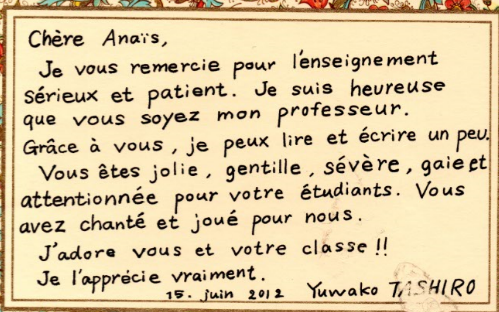 Chère Anaïs,
Je vous remercie pour l'enseignement
sérieux et patient. Je suis heureuse
que vous soyez mon professeur.
Grâce à vous, je peux lire et écrire un peu.
Vous êtes jolie, gentille, sévère, gaie et
attentionnée pour votre étudiants. Vous
avez chanté et joué pour nous.
J'adore vous et votre classe!!
Je l'apprécie vraiment.
15. juin 2012 Yuwako TASHIRO